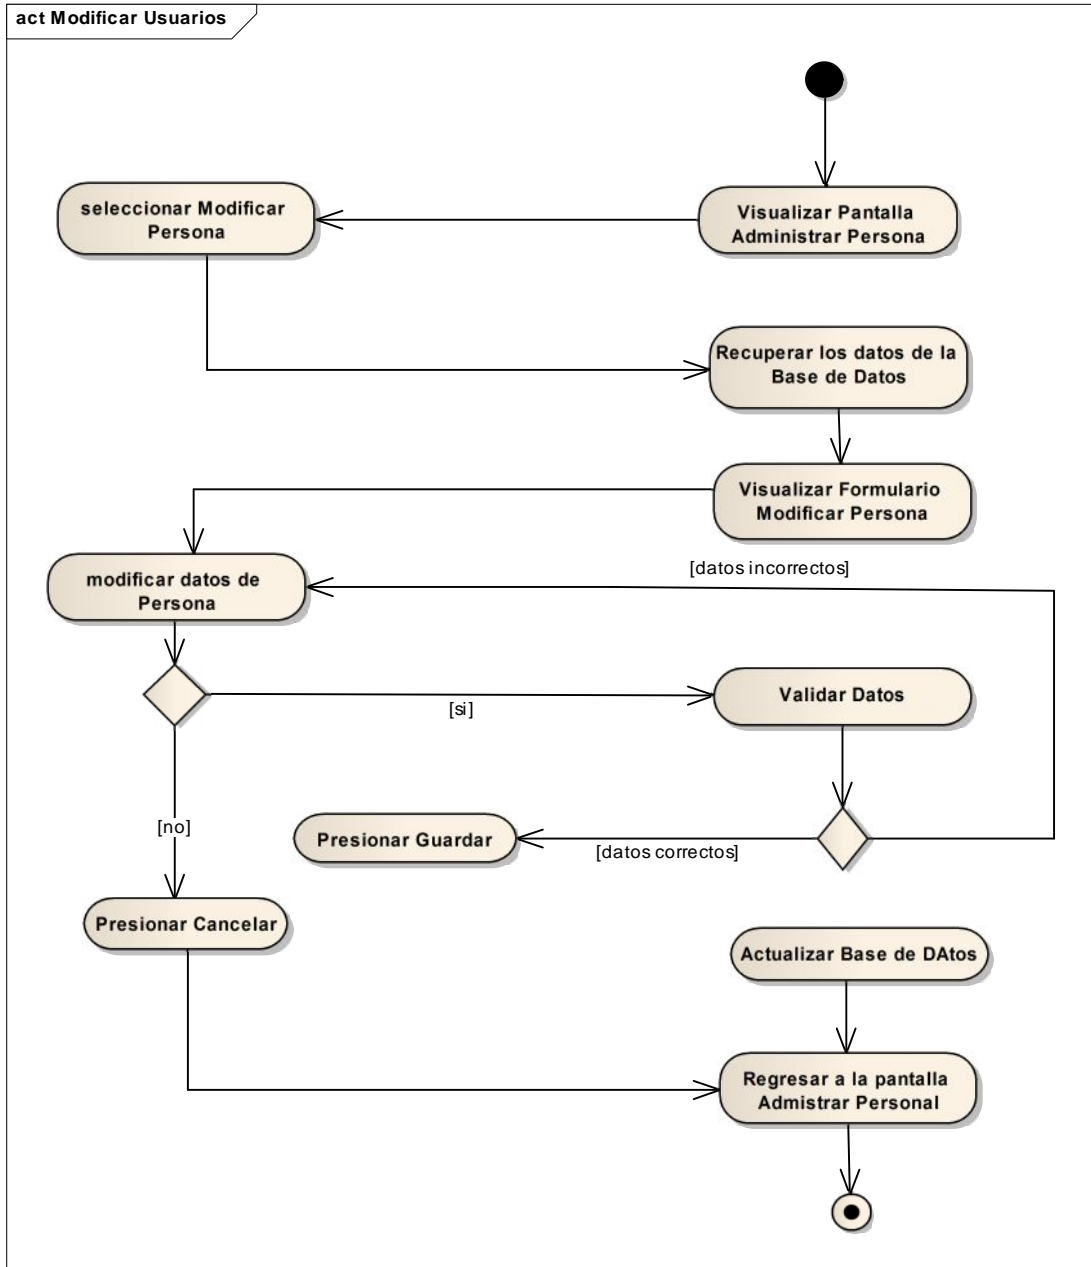 act Modificar Usuarios
seleccionar Modificar
Persona
Visualizar Pantalla
Administrar Persona
Recuperar los datos de la
Base de Datos
Visualizar Formulario
Modificar Persona
[datos incorrectos]
modificar datos de
Persona
Validar Datos
[si]
[no]
Presionar Guardar
[datos correctos]
Presionar Cancelar
Actualizar Base de DAtos
Regresar a la pantalla
Admistrar Personal